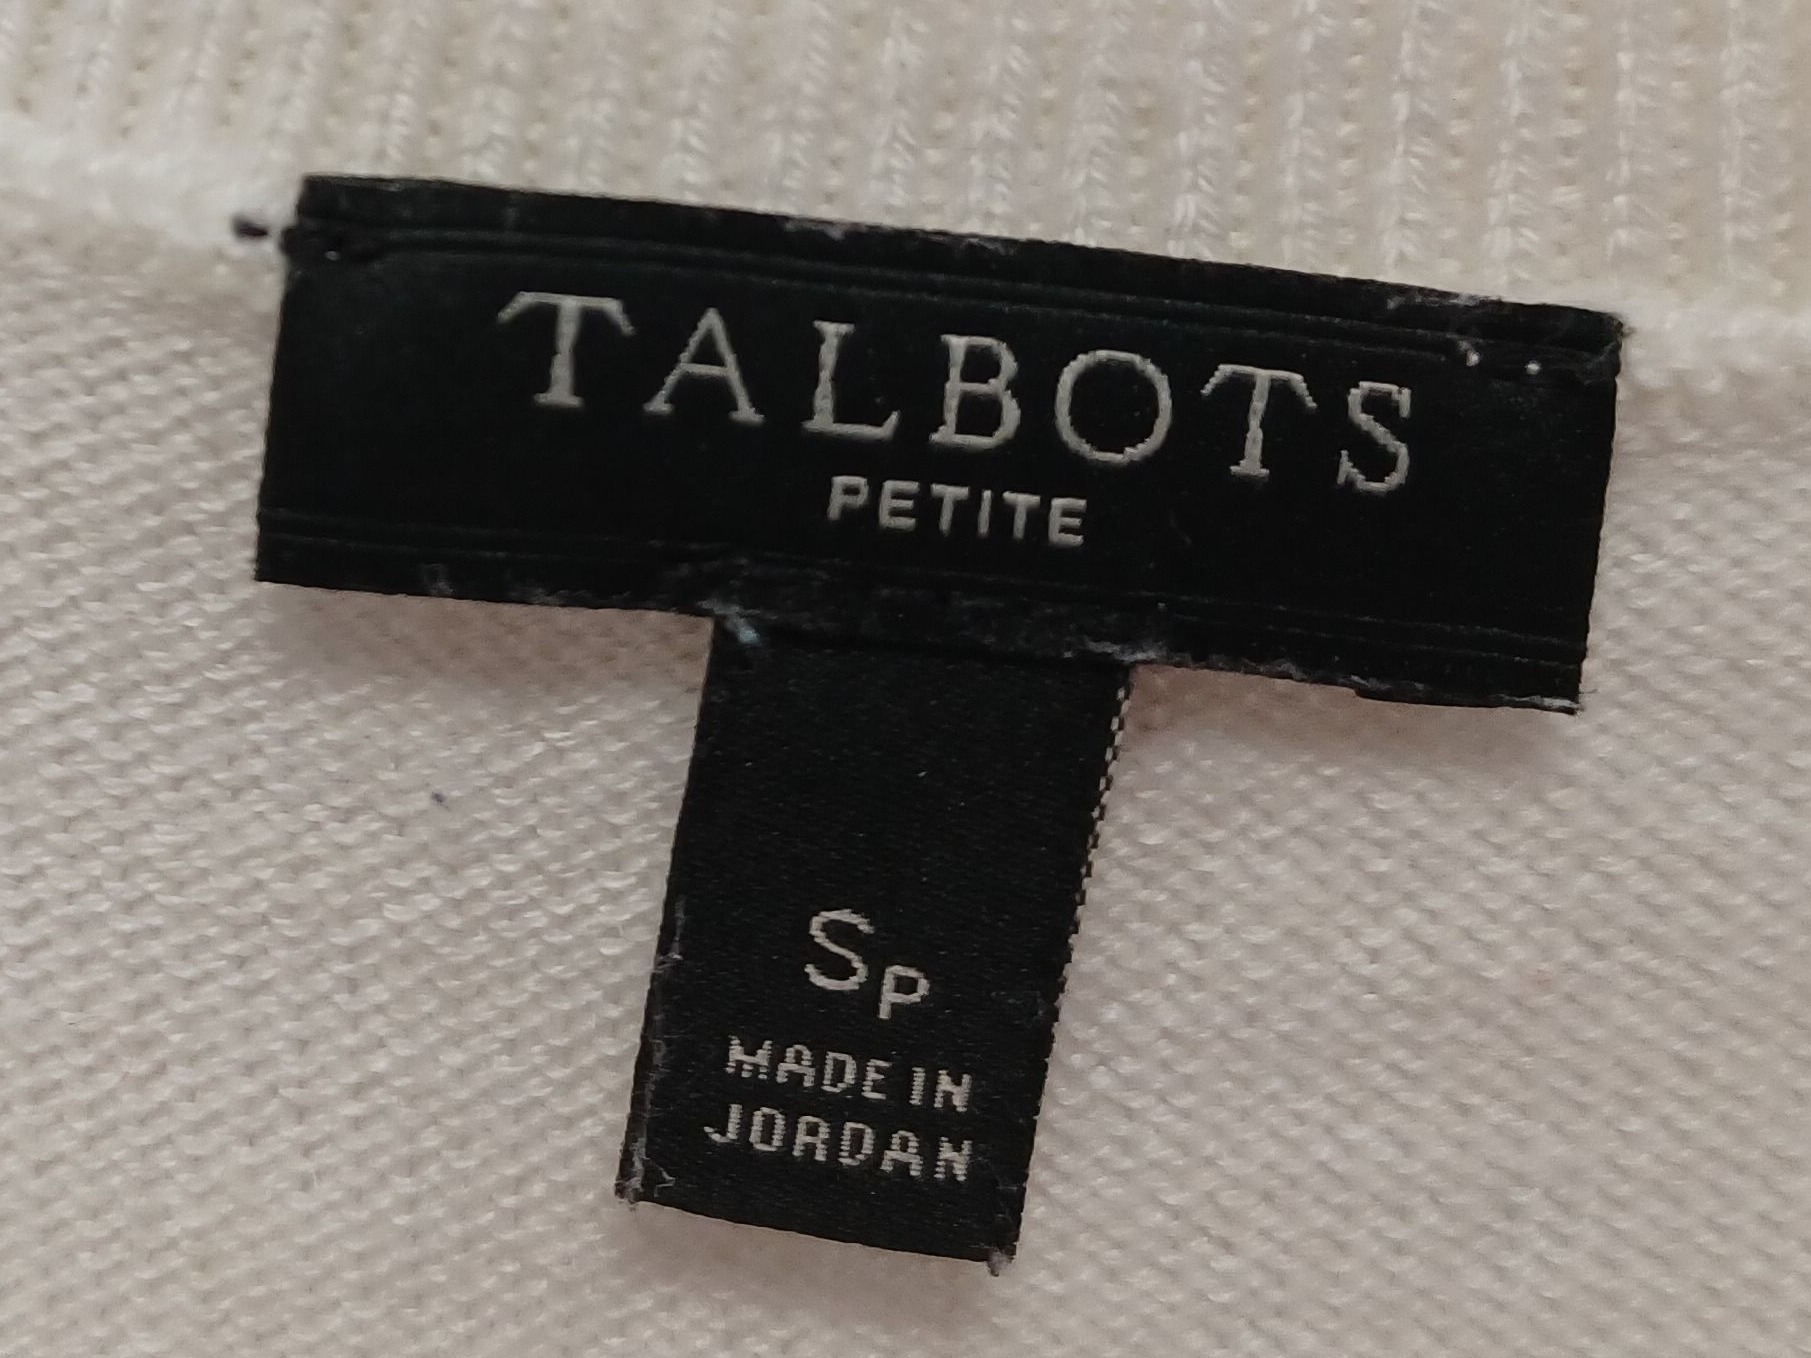 TALBOTS
PETITE
SP
MADE IN
JORDAN